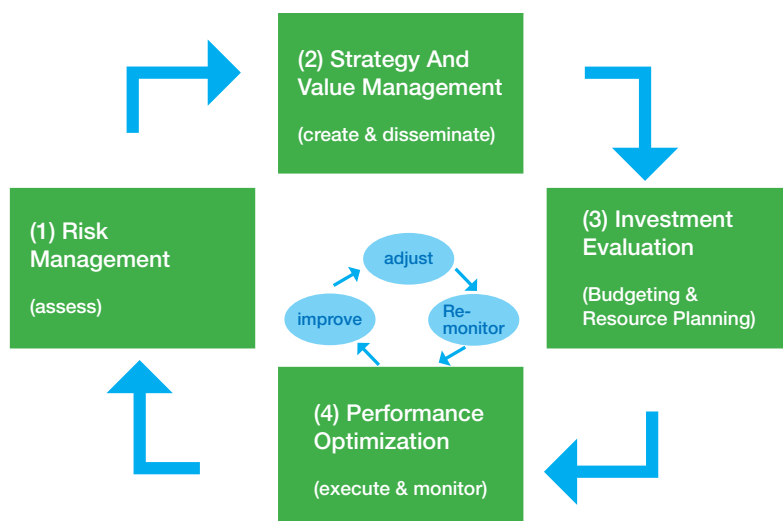 (2) Strategy And
Value Management
(create & disseminate)
(1) Risk
Management
(assess)
(3) Investment
Evaluation
(Budgeting &
Resource Planning)
adjust
improve
Re-
monitor
(4) Performance
Optimization
(execute & monitor)